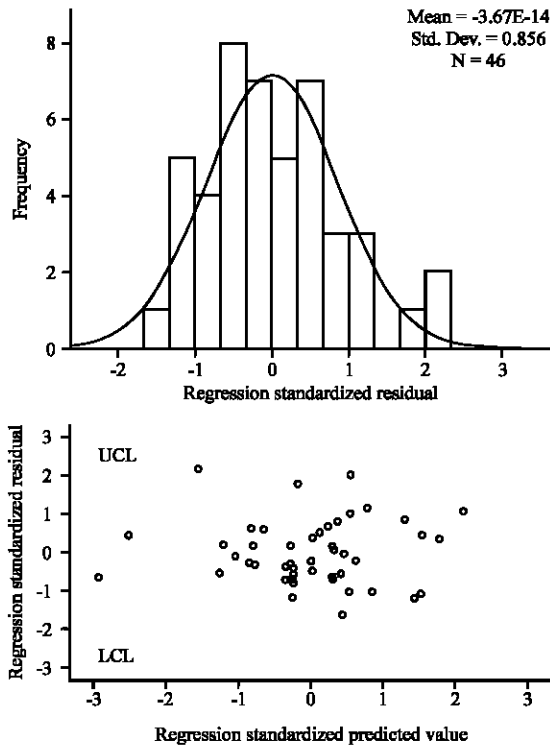 Mean = -3.67E-14
Std. Dev. = 0.856
N = 46
Frequency
8
6
4
2
0
-2
-1
0
1
2
3
Regression standardized residual
Regression standardized residual
3
2
1
0
-1
-2
-3
UCL
LCL
-3
-2
-1
0
1
2
3
Regression standardized predicted value